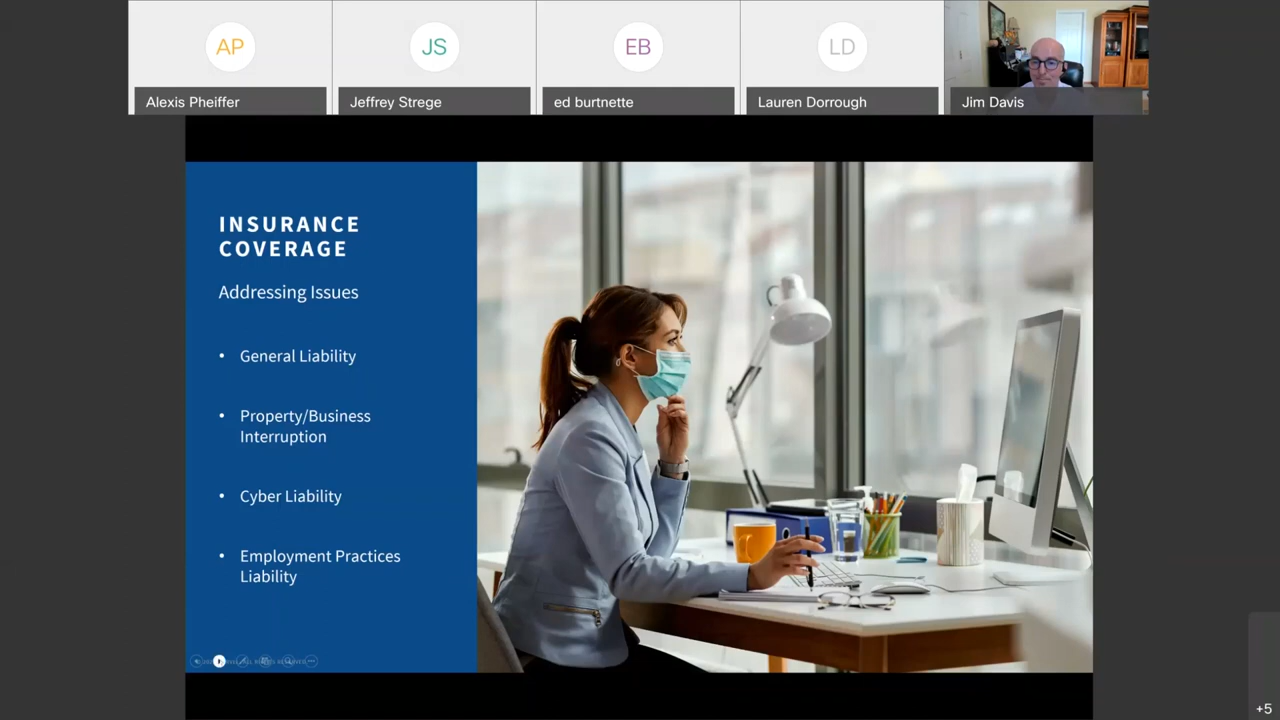 AP
JS
EB
LD
Alexis Pheiffer
Jeffrey Strege
ed burtnette
Lauren Dorrough
Jim Davis
INSURANCE
COVERAGE
Addressing Issues
• General Liability
• Property/Business
Interruption
• Cyber Liability
• Employment Practices
Liability
+5